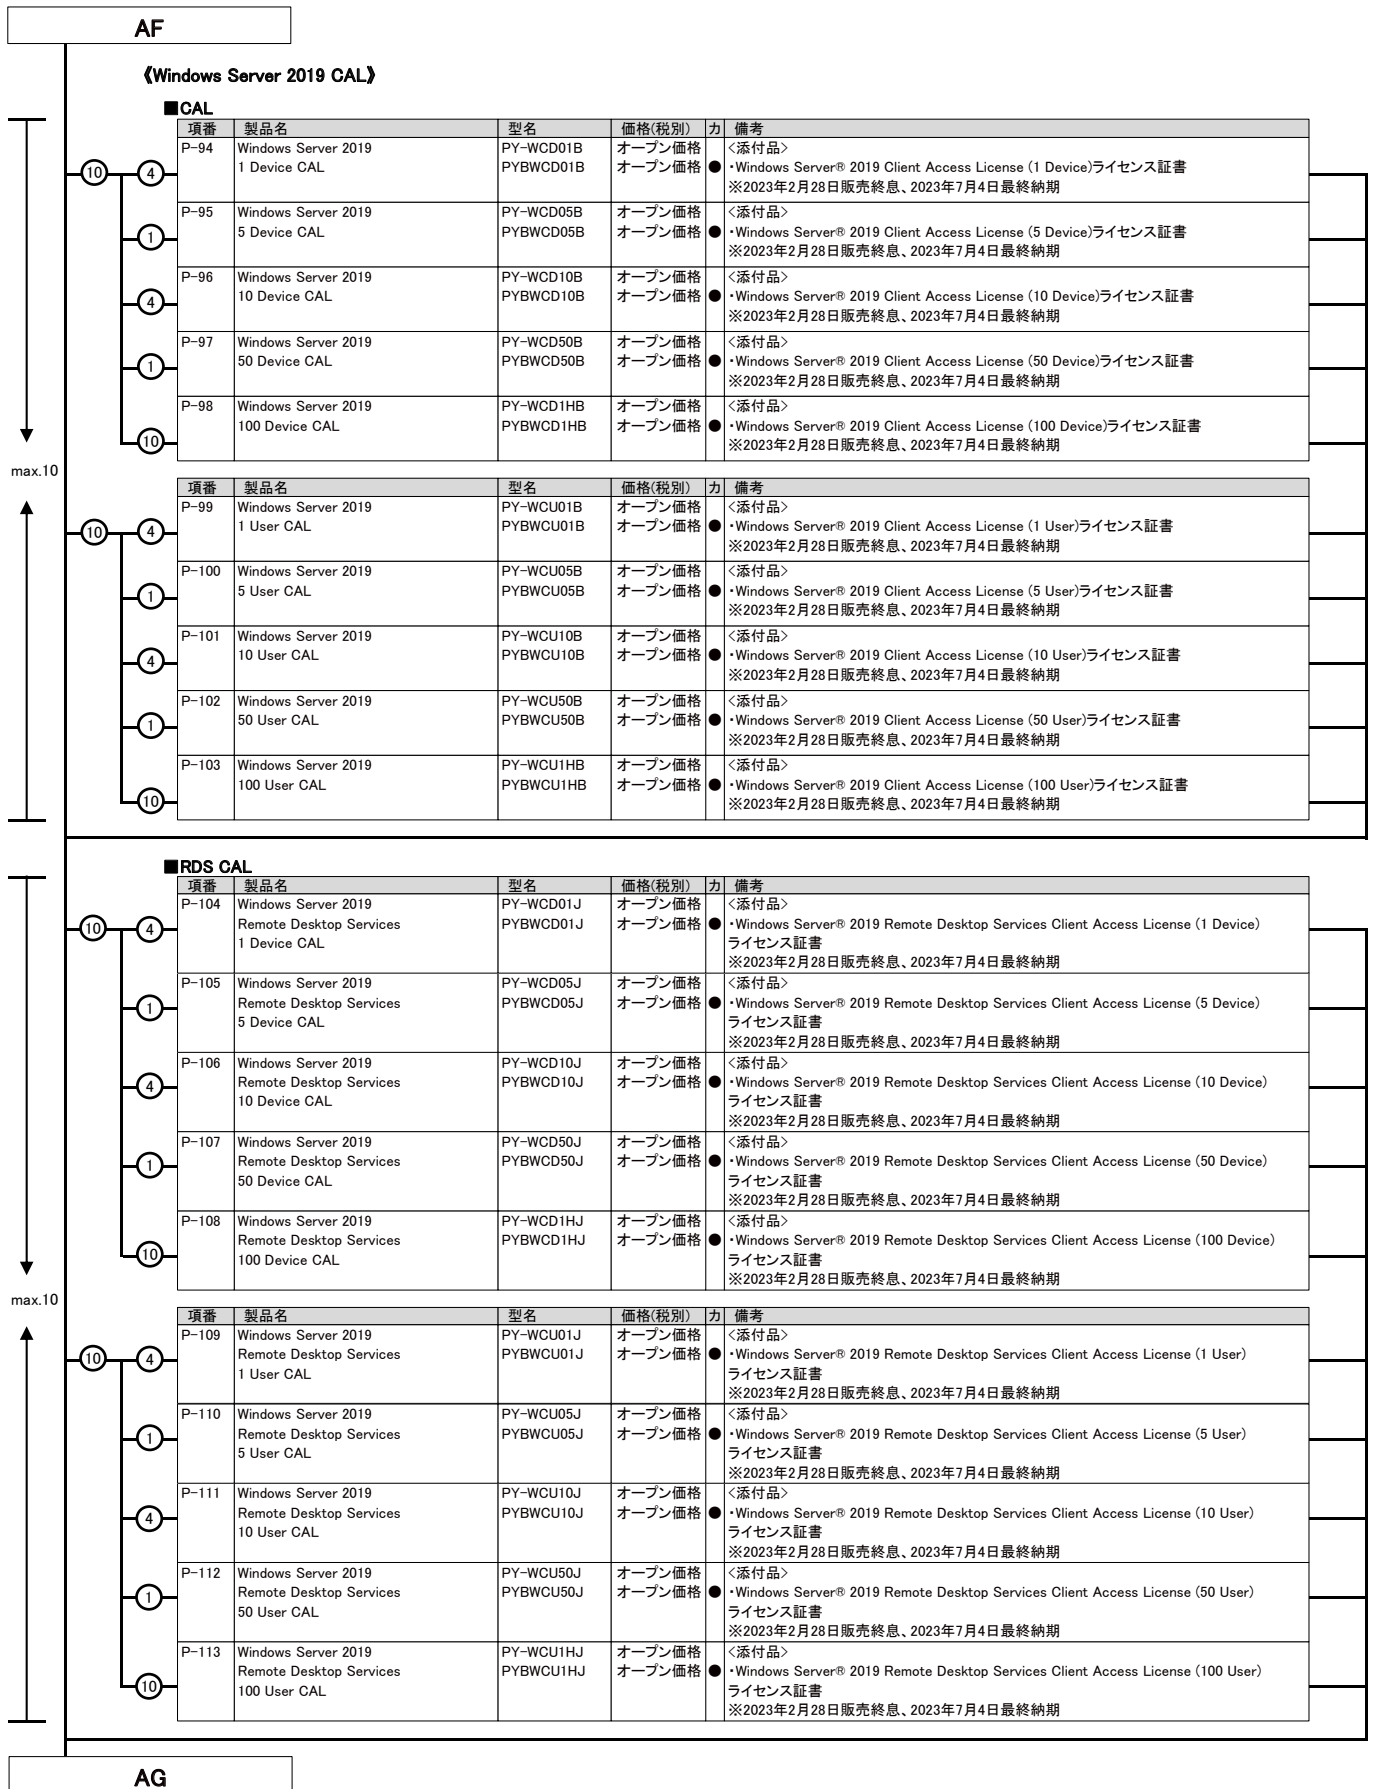 AF
《Windows Server 2019 CAL》
■CAL
項番 製品名 型名 価格(税別) カ 備考
P-94 Windows Server 2019 PY-WCD01B オープン価格 <添付品>
10 4 1 Device CAL PYBWCD01B オープン価格 ● ・Windows Server® 2019 Client Access License (1 Device)ライセンス証書
※2023年2月28日販売終息、2023年7月4日最終納期
P-95 Windows Server 2019 PY-WCD05B オープン価格 <添付品>
1 5 Device CAL PYBWCD05B オープン価格 ● ・Windows Server® 2019 Client Access License (5 Device)ライセンス証書
※2023年2月28日販売終息、2023年7月4日最終納期
P-96 Windows Server 2019 PY-WCD10B オープン価格 <添付品>
4 10 Device CAL PYBWCD10B オープン価格 ● ・Windows Server® 2019 Client Access License (10 Device)ライセンス証書
※2023年2月28日販売終息、2023年7月4日最終納期
P-97 Windows Server 2019 PY-WCD50B オープン価格 <添付品>
1 50 Device CAL PYBWCD50B オープン価格 ● ・Windows Server® 2019 Client Access License (50 Device)ライセンス証書
※2023年2月28日販売終息、2023年7月4日最終納期
P-98 Windows Server 2019 PY-WCD1HB オープン価格 <添付品>
10 100 Device CAL PYBWCD1HB オープン価格 ● ・Windows Server® 2019 Client Access License (100 Device)ライセンス証書
※2023年2月28日販売終息、2023年7月4日最終納期
max.10
項番 製品名 型名 価格(税別) カ 備考
P-99 Windows Server 2019 PY-WCU01B オープン価格 <添付品>
10 4 1 User CAL PYBWCU01B オープン価格 ● ・Windows Server® 2019 Client Access License (1 User)ライセンス証書
※2023年2月28日販売終息、2023年7月4日最終納期
P-100 Windows Server 2019 PY-WCU05B オープン価格 <添付品>
1 5 User CAL PYBWCU05B オープン価格 ● ・Windows Server® 2019 Client Access License (5 User)ライセンス証書
※2023年2月28日販売終息、2023年7月4日最終納期
P-101 Windows Server 2019 PY-WCU10B オープン価格 <添付品>
4 10 User CAL PYBWCU10B オープン価格 ● ・Windows Server® 2019 Client Access License (10 User)ライセンス証書
※2023年2月28日販売終息、2023年7月4日最終納期
P-102 Windows Server 2019 PY-WCU50B オープン価格 <添付品>
1 50 User CAL PYBWCU50B オープン価格 ● ・Windows Server® 2019 Client Access License (50 User)ライセンス証書
※2023年2月28日販売終息、2023年7月4日最終納期
P-103 Windows Server 2019 PY-WCU1HB オープン価格 <添付品>
10 100 User CAL PYBWCU1HB オープン価格 ● ・Windows Server® 2019 Client Access License (100 User)ライセンス証書
※2023年2月28日販売終息、2023年7月4日最終納期
■RDS CAL
項番 製品名 型名 価格(税別) カ 備考
P-104 Windows Server 2019 PY-WCD01J オープン価格 <添付品>
10 4 Remote Desktop Services PYBWCD01J オープン価格 ● ・Windows Server® 2019 Remote Desktop Services Client Access License (1 Device)
1 Device CAL ライセンス証書
※2023年2月28日販売終息、2023年7月4日最終納期
P-105 Windows Server 2019 PY-WCD05J オープン価格 <添付品>
1 Remote Desktop Services PYBWCD05J オープン価格 ● ・Windows Server® 2019 Remote Desktop Services Client Access License (5 Device)
5 Device CAL ライセンス証書
※2023年2月28日販売終息、2023年7月4日最終納期
P-106 Windows Server 2019 PY-WCD10J オープン価格 <添付品>
4 Remote Desktop Services PYBWCD10J オープン価格 ● ・Windows Server® 2019 Remote Desktop Services Client Access License (10 Device)
10 Device CAL ライセンス証書
※2023年2月28日販売終息、2023年7月4日最終納期
P-107 Windows Server 2019 PY-WCD50J オープン価格 <添付品>
1 Remote Desktop Services PYBWCD50J オープン価格 ● ・Windows Server® 2019 Remote Desktop Services Client Access License (50 Device)
50 Device CAL ライセンス証書
※2023年2月28日販売終息、2023年7月4日最終納期
P-108 Windows Server 2019 PY-WCD1HJ オープン価格 <添付品>
10 Remote Desktop Services PYBWCD1HJ オープン価格 ● ・Windows Server® 2019 Remote Desktop Services Client Access License (100 Device)
100 Device CAL ライセンス証書
※2023年2月28日販売終息、2023年7月4日最終納期
max.10
項番 製品名 型名 価格(税別) カ 備考
P-109 Windows Server 2019 PY-WCU01J オープン価格 <添付品>
10 4 Remote Desktop Services PYBWCU01J オープン価格 ● ・Windows Server® 2019 Remote Desktop Services Client Access License (1 User)
1 User CAL ライセンス証書
※2023年2月28日販売終息、2023年7月4日最終納期
P-110 Windows Server 2019 PY-WCU05J オープン価格 <添付品>
1 Remote Desktop Services PYBWCU05J オープン価格 ● ・Windows Server® 2019 Remote Desktop Services Client Access License (5 User)
5 User CAL ライセンス証書
※2023年2月28日販売終息、2023年7月4日最終納期
P-111 Windows Server 2019 PY-WCU10J オープン価格 <添付品>
4 Remote Desktop Services PYBWCU10J オープン価格 ● ・Windows Server® 2019 Remote Desktop Services Client Access License (10 User)
10 User CAL ライセンス証書
※2023年2月28日販売終息、2023年7月4日最終納期
P-112 Windows Server 2019 PY-WCU50J オープン価格 <添付品>
1 Remote Desktop Services PYBWCU50J オープン価格 ● ・Windows Server® 2019 Remote Desktop Services Client Access License (50 User)
50 User CAL ライセンス証書
※2023年2月28日販売終息、2023年7月4日最終納期
P-113 Windows Server 2019 PY-WCU1HJ オープン価格 <添付品>
10 Remote Desktop Services PYBWCU1HJ オープン価格 ● ・Windows Server® 2019 Remote Desktop Services Client Access License (100 User)
100 User CAL ライセンス証書
※2023年2月28日販売終息、2023年7月4日最終納期
AG